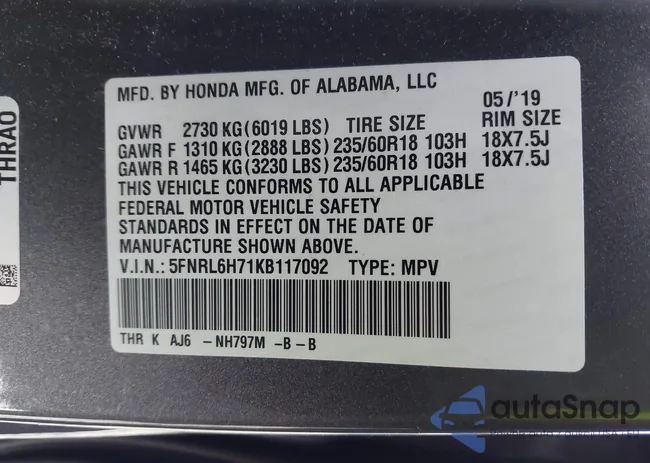 MFD. BY HONDA MFG. OF ALABAMA, LLC
05/'19
GVWR 2730 KG (6019 LBS) TIRE SIZE RIM SIZE
GAWR F 1310 KG (2888 LBS) 235/60R18 103H 18X7.5J
GAWR R 1465 KG (3230 LBS) 235/60R18 103H 18X7.5J
THIS VEHICLE CONFORMS TO ALL APPLICABLE
FEDERAL MOTOR VEHICLE SAFETY
STANDARDS IN EFFECT ON THE DATE OF
MANUFACTURE SHOWN ABOVE.
V.I.N.: 5FNRL6H71KB117092 TYPE: MPV
THR K AJ6 - NH797M - B - B
THRA0
autaSnap